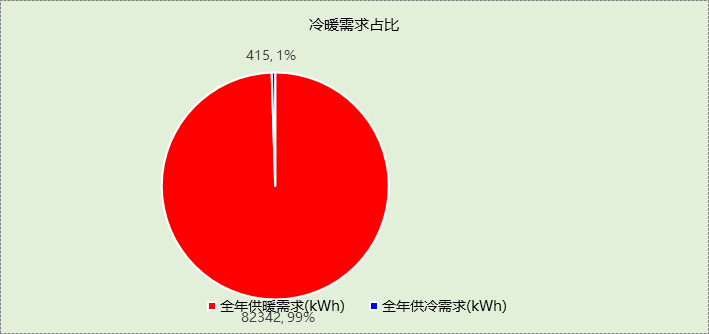 冷暖需求占比
415, 1%
全年供暖需求(kWh)
全年供冷需求(kWh)
82342, 99%